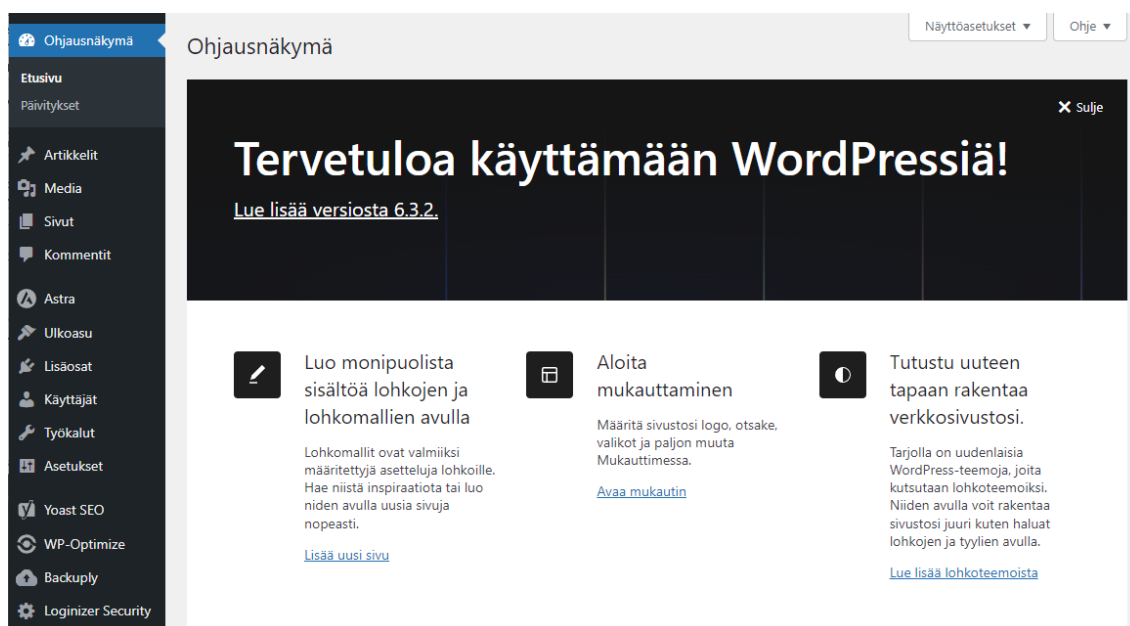 Ohjausnäkymä
Etusivu
Päivitykset
Artikkelit
Media
Sivut
Kommentit
Astra
Ulkoasu
Lisäosat
Käyttäjät
Työkalut
Asetukset
Yoast SEO
WP-Optimize
Backuply
Loginizer Security
Näyttöasetukset
Ohje
Ohjausnäkymä
Sulje
Tervetuloa käyttämään WordPressiä!
Lue lisää versiosta 6.3.2.
Luo monipuolista
sisältöä lohkojen ja
lohkomallien avulla
Lohkomallit ovat valmiiksi
määritettyjä asetteluja lohkoille.
Hae niistä inspiraatiota tai luo
niden avulla uusia sivuja
nopeasti.
Lisää uusi sivu
Aloita
mukauttaminen
Määritä sivustosi logo, otsake,
valikot ja paljon muuta
Mukauttimessa.
Avaa mukautin
Tutustu uuteen
tapaan rakentaa
verkkosivustosi.
Tarjolla on uudenlaisia
WordPress-teemoja, joita
kutsutaan lohkoteemoiksi.
Niiden avulla voit rakentaa
sivustosi juuri kuten haluat
lohkojen ja tyylien avulla.
Lue lisää lohkoteemoista